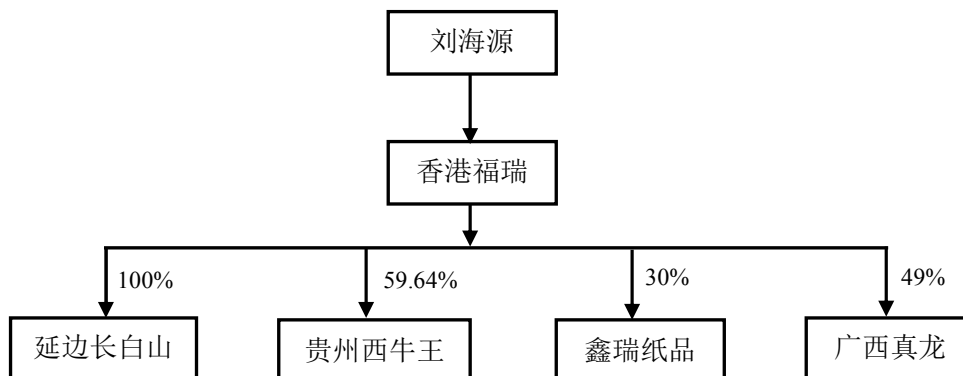 刘海源
香港福瑞
100%
59.64%
30%
49%
延边长白山
贵州西牛王
鑫瑞纸品
广西真龙